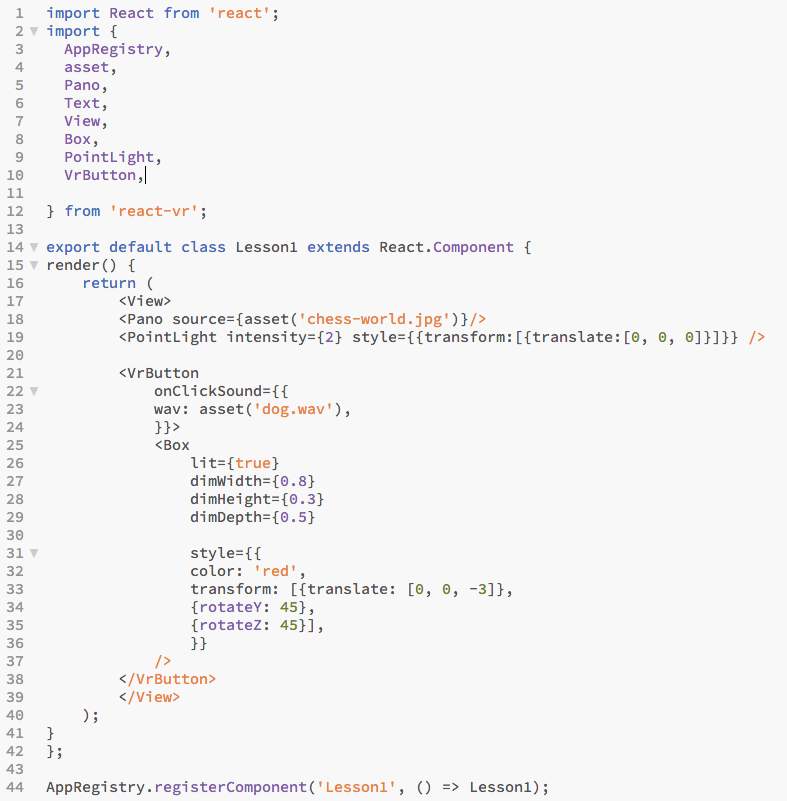 1 import React from 'react';
2 import {
3 AppRegistry,
4 asset,
5 Pano,
6 Text,
7 View,
8 Box,
9 PointLight,
10 VrButton,
11
12 } from 'react-vr';
13
14 export default class Lesson1 extends React.Component {
15 render() {
16 return (
17 <View>
18 <Pano source={asset('chess-world.jpg')}/>
19 <PointLight intensity={2} style={{transform:[{translate:[0, 0, 0]}]}} />
20
21 <VrButton
22 onClickSound={{
23 wav: asset('dog.wav'),
24 }}>
25 <Box
26 lit={true}
27 dimWidth={0.8}
28 dimHeight={0.3}
29 dimDepth={0.5}
30
31 style={{
32 color: 'red',
33 transform: [{translate: [0, 0, -3]},
34 {rotateY: 45},
35 {rotateZ: 45}],
36 }}
37 />
38 </VrButton>
39 </View>
40 );
41 }
42 };
43
44 AppRegistry.registerComponent('Lesson1', () => Lesson1);